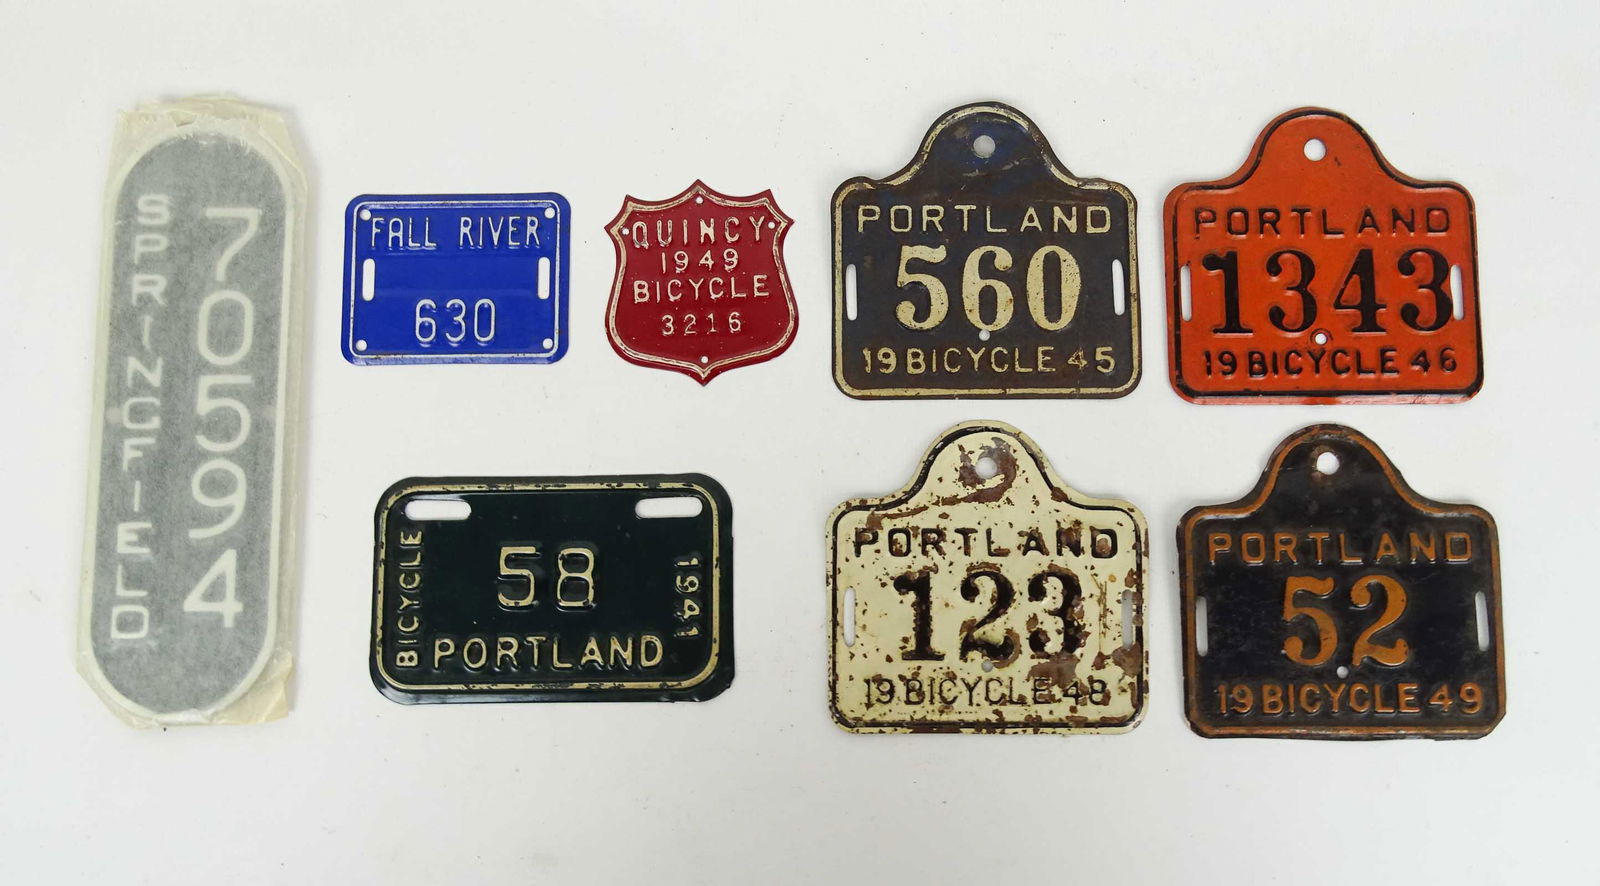 SPRINGFIELD
70594
FALL RIVER
630
QUINCY
1949
BICYCLE
3216
PORTLAND
560
19 BICYCLE 45
PORTLAND
1343
19 BICYCLE 46
BICYCLE
58
1941
PORTLAND
PORTLAND
123
19 BICYCLE 48
PORTLAND
52
19 BICYCLE 49